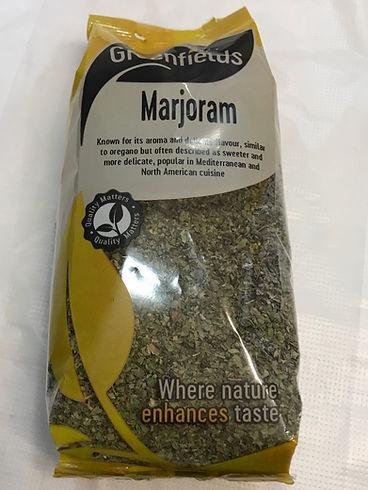 Greenfields
Marjoram
Known for its aroma and delicate flavour, similar
to oregano but often described as sweeter and
more delicate, popular in Mediterranean and
North American cuisine
Quality Matters
Quality Matters
Where nature
enhances taste